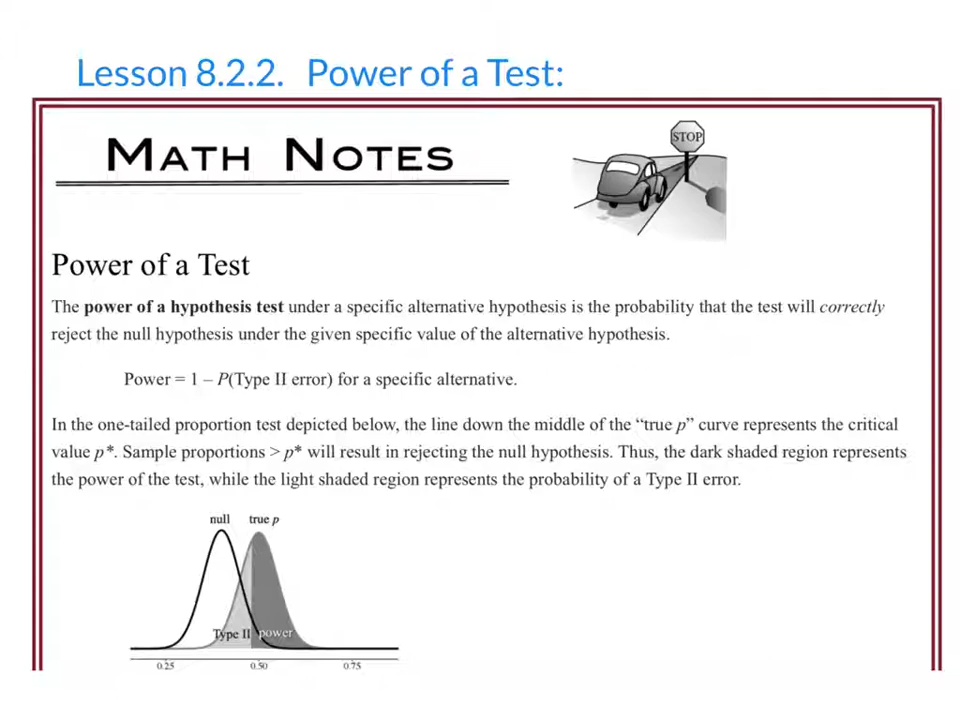 Lesson 8.2.2. Power of a Test:
MATH NOTES
STOP
Power of a Test
The power of a hypothesis test under a specific alternative hypothesis is the probability that the test will correctly
reject the null hypothesis under the given specific value of the alternative hypothesis.
Power = 1 – P(Type II error) for a specific alternative.
In the one-tailed proportion test depicted below, the line down the middle of the “true p” curve represents the critical
value p*. Sample proportions > p* will result in rejecting the null hypothesis. Thus, the dark shaded region represents
the power of the test, while the light shaded region represents the probability of a Type II error.
null true p
Type II power
0.25 0.50 0.75